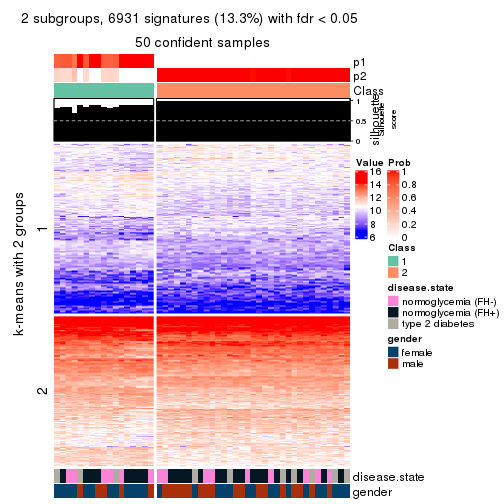 2 subgroups, 6931 signatures (13.3%) with fdr < 0.05
50 confident samples
p1
p2
Class
1
0.5
0
silhouette
Silhouette
score
k-means with 2 groups
1
2
Value
16
14
12
10
8
6
Prob
1
0.8
0.6
0.4
0.2
0
Class
1
2
disease.state
normoglycemia (FH-)
normoglycemia (FH+)
type 2 diabetes
gender
female
male
disease.state
gender